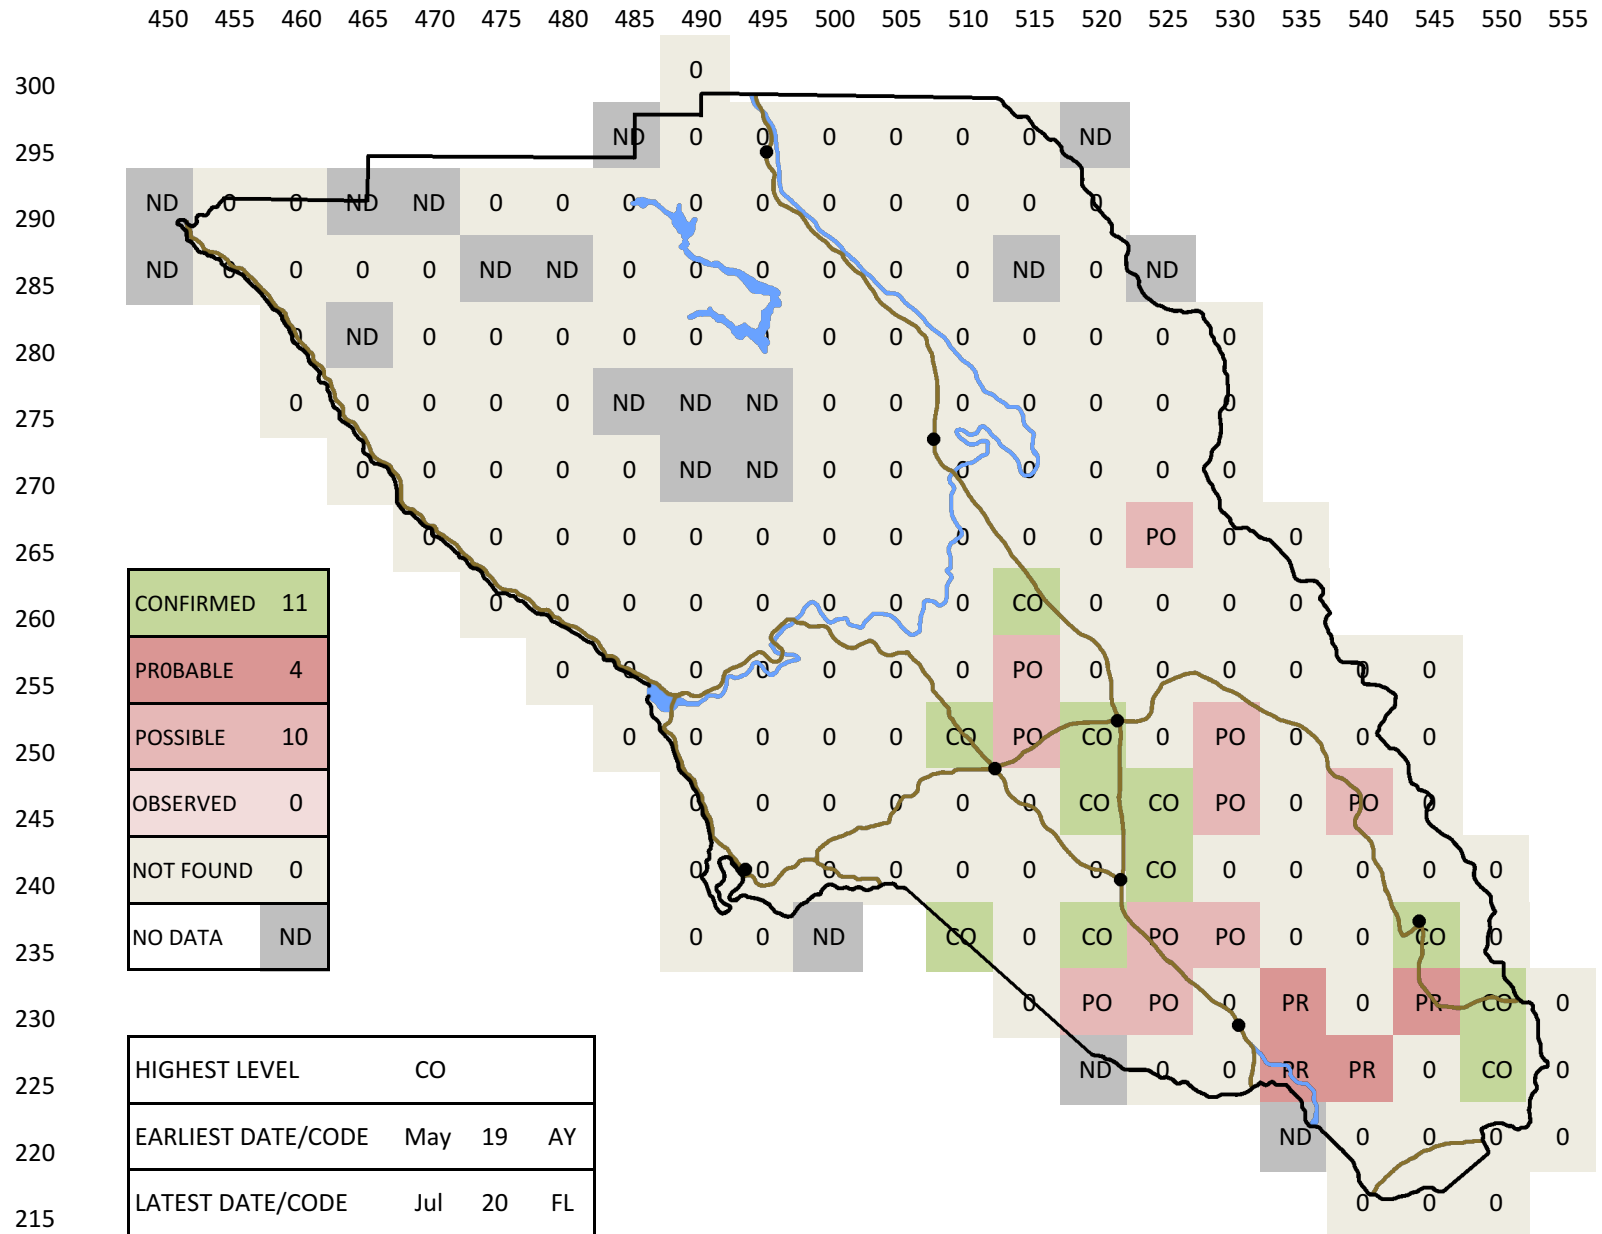 450 455 460 465 470 475 480 485 490 495 500 505 510 515 520 525 530 535 540 545 550 555
300 0
295 ND 0 0 0 0 0 0 ND
290 ND 0 0 ND ND 0 0 0 0 0 0 0 0 0 0
285 ND 0 0 0 0 ND ND 0 0 0 0 0 0 ND 0 ND
280 0 ND 0 0 0 0 0 0 0 0 0 0 0 0 0
275 0 0 0 0 0 ND ND ND 0 0 0 0 0 0 0
270 0 0 0 0 0 ND ND 0 0 0 0 0 0 0
265 0 0 0 0 0 0 0 0 0 0 0 PO 0 0
260 0 0 0 0 0 0 0 0 CO 0 0 0 0
255 0 0 0 0 0 0 0 PO 0 0 0 0 0 0
250 0 0 0 0 0 CO PO CO 0 PO 0 0 0
245 0 0 0 0 0 0 CO CO PO 0 PO 0
240 0 0 0 0 0 0 0 CO 0 0 0 0 0
235 0 0 ND CO 0 CO PO PO 0 0 CO 0
230 0 PO PO 0 PR 0 PR CO 0
225 ND 0 0 PR PR 0 CO 0
220 ND 0 0 0 0
215 0 0 0
CONFIRMED 11
PR0BABLE 4
POSSIBLE 10
OBSERVED 0
NOT FOUND 0
NO DATA ND
HIGHEST LEVEL CO
EARLIEST DATE/CODE May 19 AY
LATEST DATE/CODE Jul 20 FL